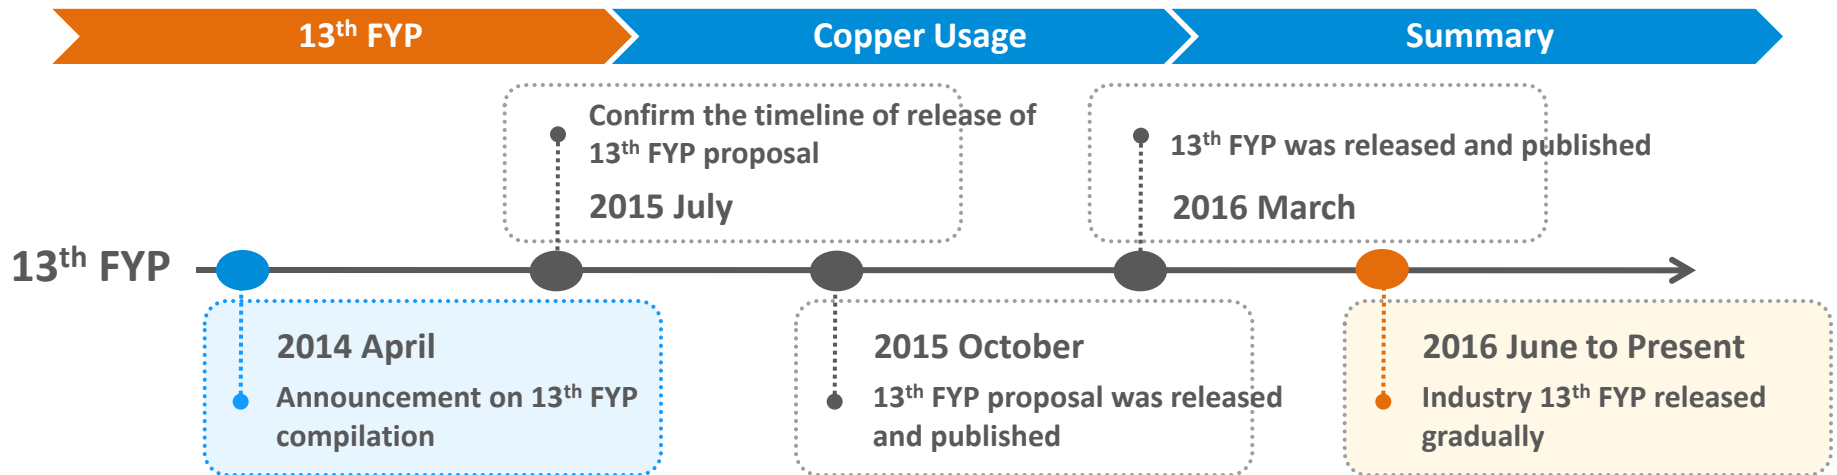 13th FYP
Copper Usage
Summary
Confirm the timeline of release of
13th FYP proposal
2015 July
13th FYP was released and published
2016 March
13th FYP
2014 April
Announcement on 13th FYP
compilation
2015 October
13th FYP proposal was released
and published
2016 June to Present
Industry 13th FYP released
gradually